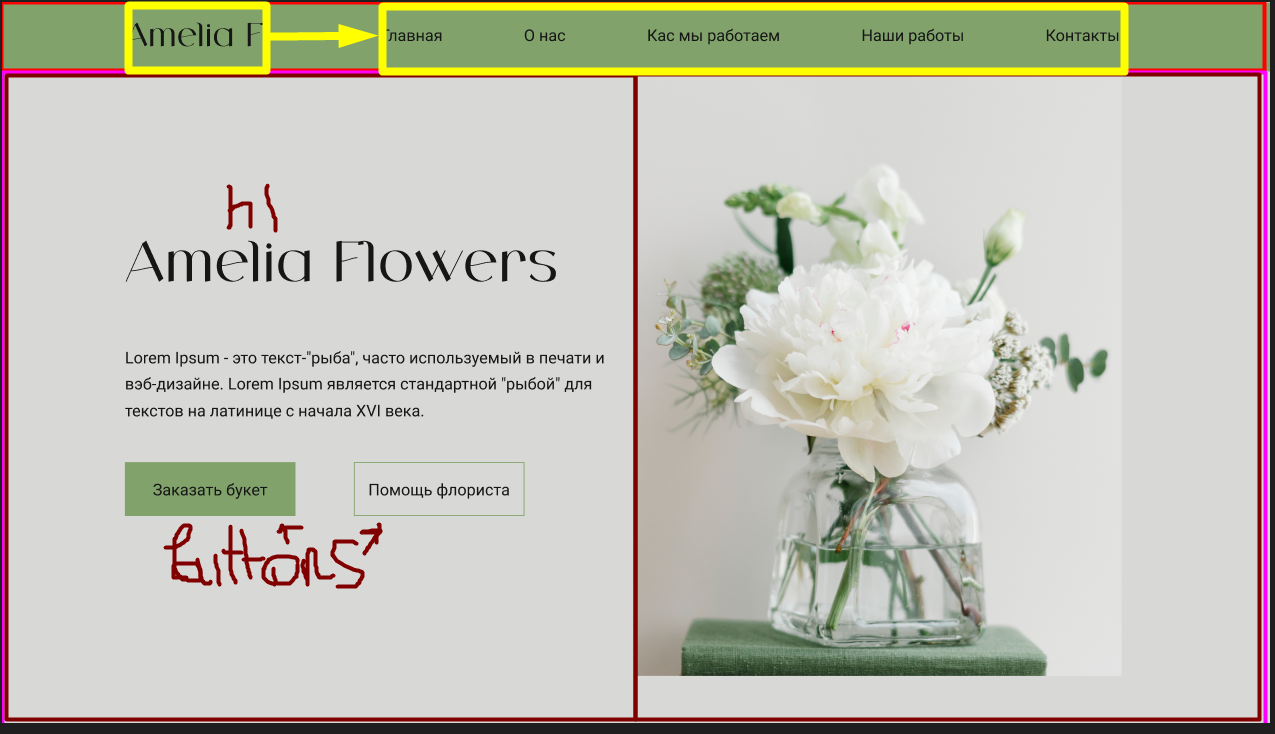 Amelia F
Главная О нас Кас мы работаем Наши работы Контакты
h1
Amelia Flowers
Lorem Ipsum - это текст-"рыба", часто используемый в печати и
вэб-дизайне. Lorem Ipsum является стандартной "рыбой" для
текстов на латинице с начала XVI века.
Заказать букет Помощь флориста
buttons